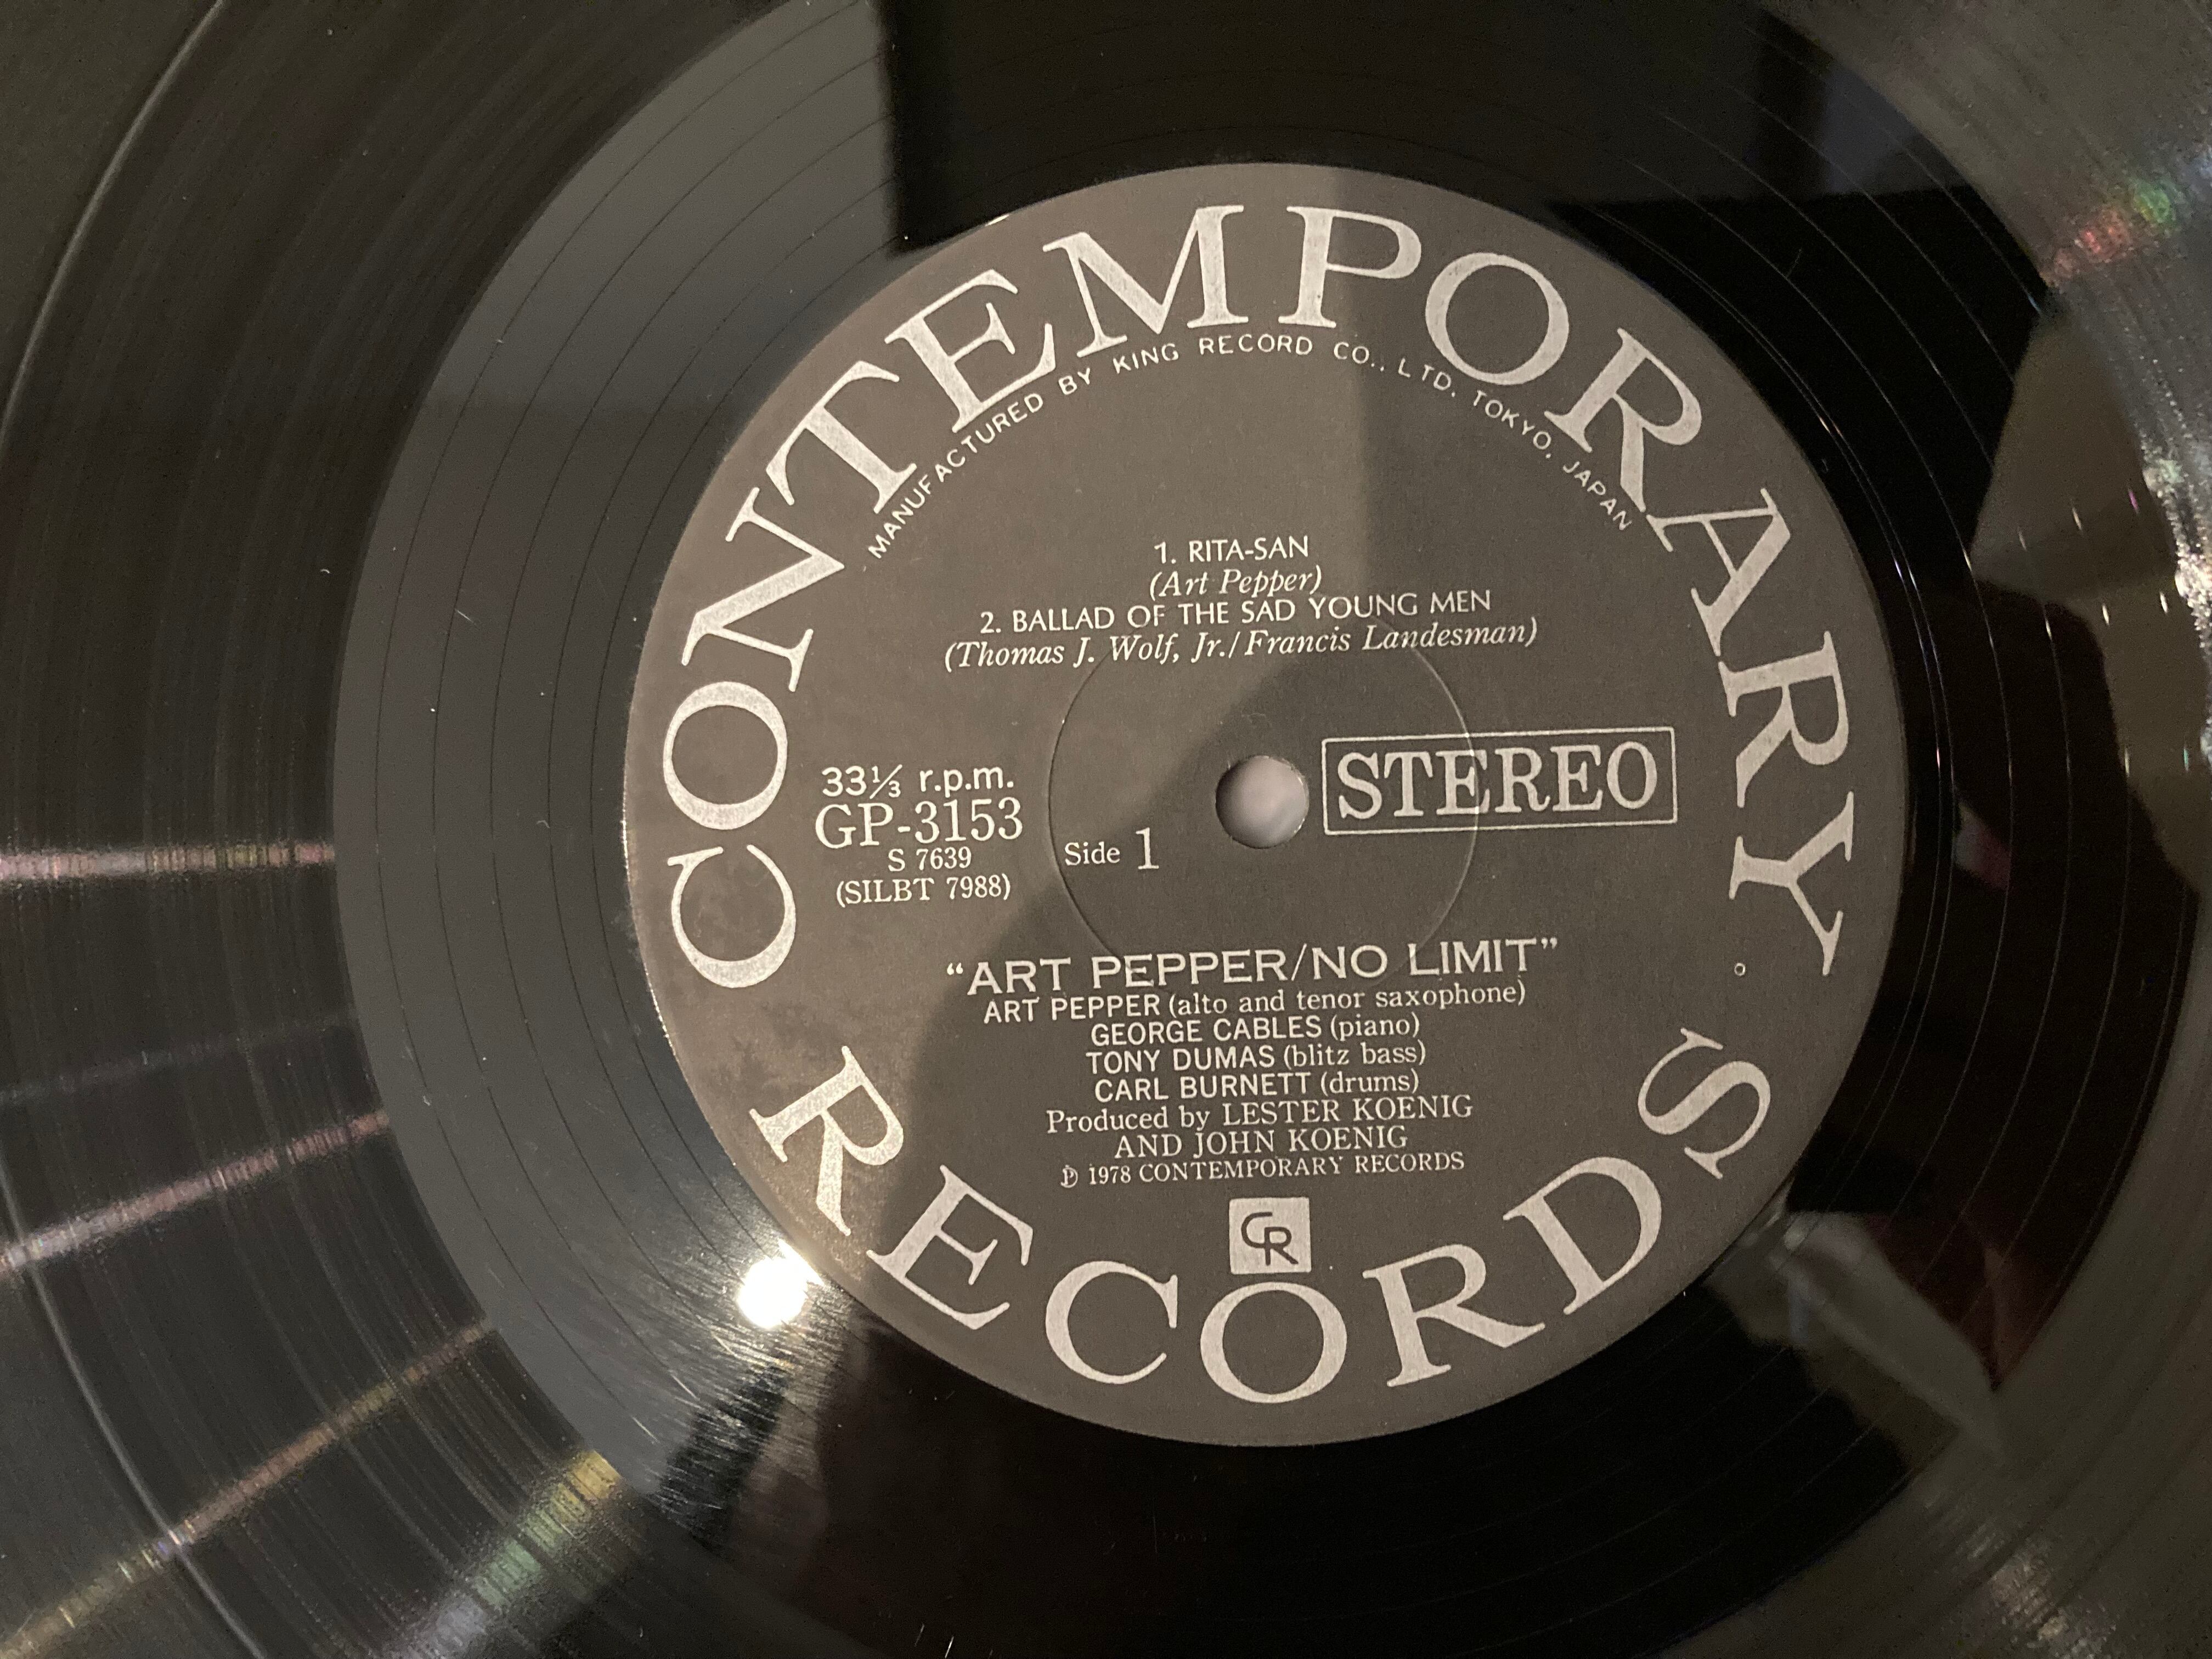 CONTEMPORARY
MANUFACTURED BY KING RECORD CO., LTD. TOKYO, JAPAN
1. RITA-SAN
(Art Pepper)
2. BALLAD OF THE SAD YOUNG MEN
(Thomas J. Wolf, Jr./Francis Landesman)
33⅓ r.p.m.
GP-3153
S 7639
(SILBT 7988)
Side 1
STEREO
“ART PEPPER/NO LIMIT”
ART PEPPER (alto and tenor saxophone)
GEORGE CABLES (piano)
TONY DUMAS (blitz bass)
CARL BURNETT (drums)
Produced by LESTER KOENIG
AND JOHN KOENIG
℗ 1978 CONTEMPORARY RECORDS
CR
RECORDS